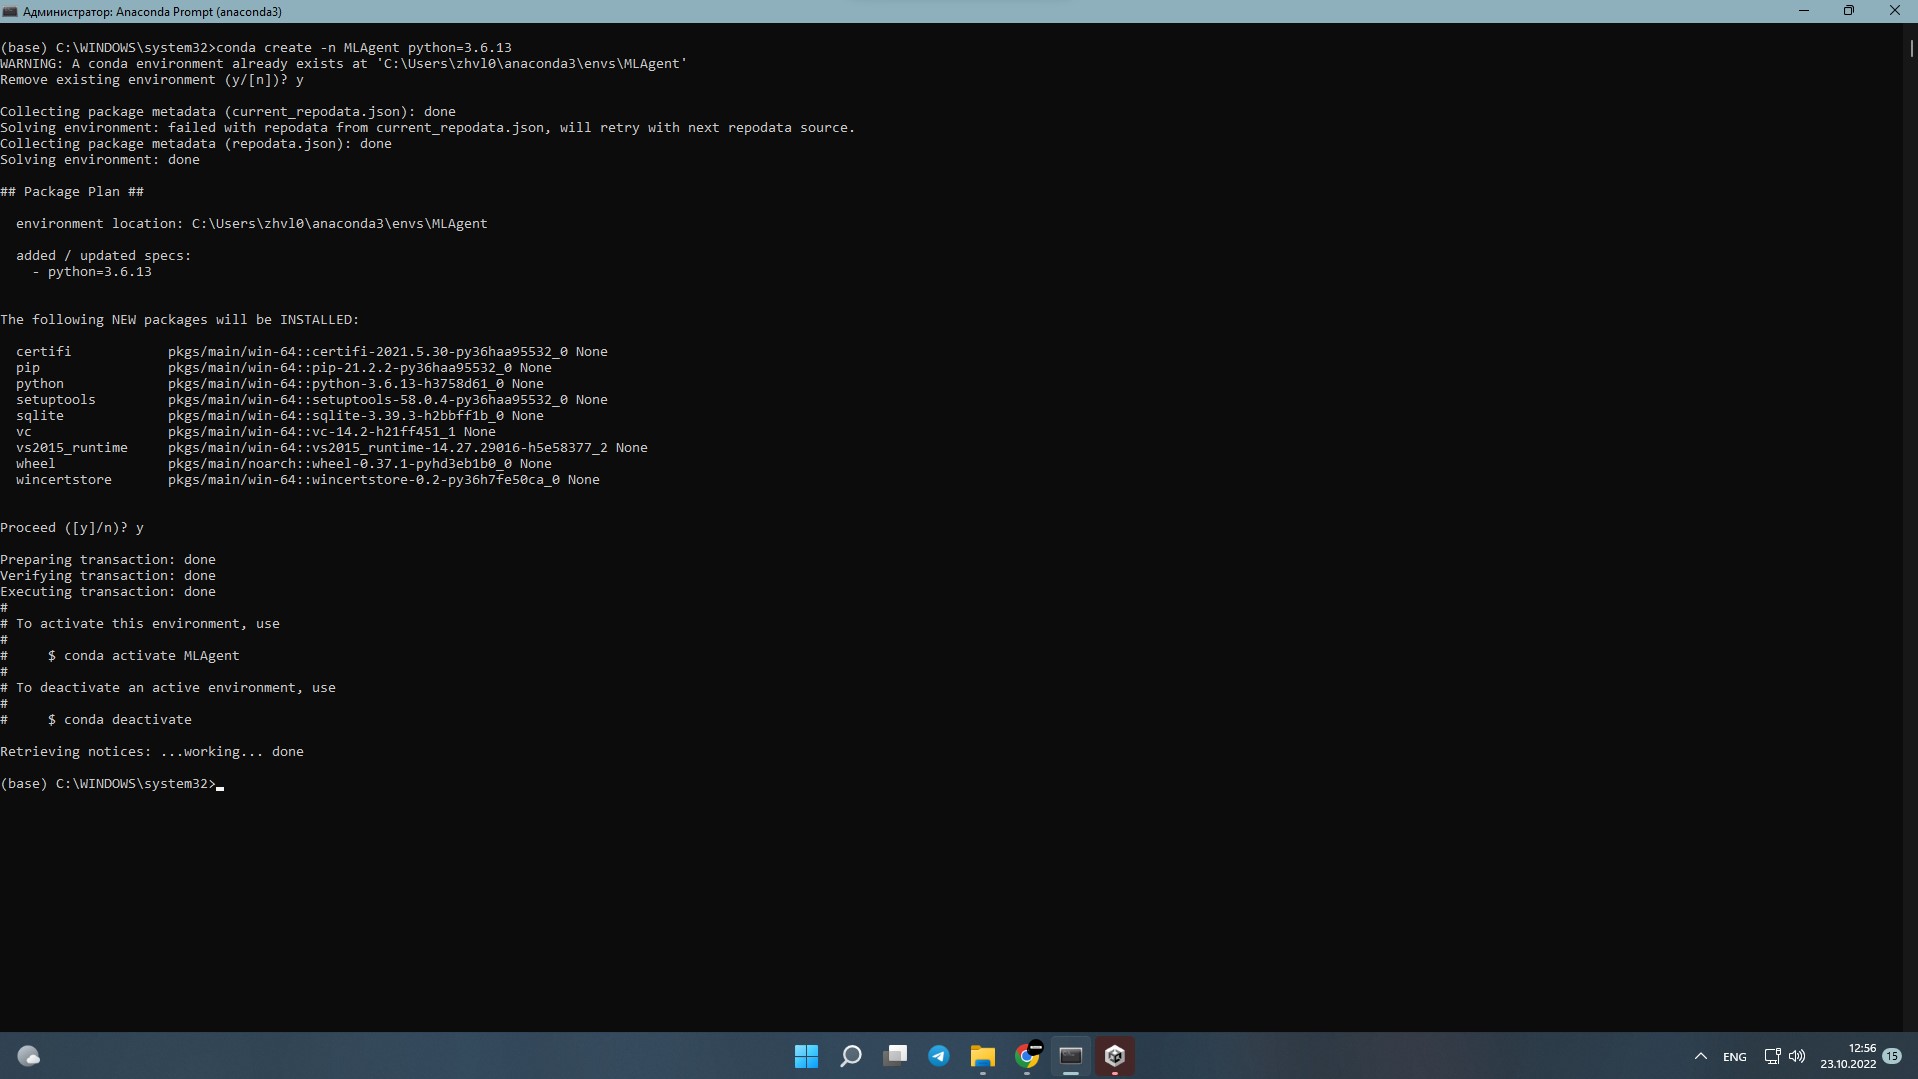 Администратор: Anaconda Prompt (anaconda3)
(base) C:\WINDOWS\system32>conda create -n MLAgent python=3.6.13
WARNING: A conda environment already exists at 'C:\Users\zhvl0\anaconda3\envs\MLAgent'
Remove existing environment (y/[n])? y
Collecting package metadata (current_repodata.json): done
Solving environment: failed with repodata from current_repodata.json, will retry with next repodata source.
Collecting package metadata (repodata.json): done
Solving environment: done
## Package Plan ##
environment location: C:\Users\zhvl0\anaconda3\envs\MLAgent
added / updated specs:
- python=3.6.13
The following NEW packages will be INSTALLED:
certifi pkgs/main/win-64::certifi-2021.5.30-py36haa95532_0 None
pip pkgs/main/win-64::pip-21.2.2-py36haa95532_0 None
python pkgs/main/win-64::python-3.6.13-h3758d61_0 None
setuptools pkgs/main/win-64::setuptools-58.0.4-py36haa95532_0 None
sqlite pkgs/main/win-64::sqlite-3.39.3-h2bbff1b_0 None
vc pkgs/main/win-64::vc-14.2-h21ff451_1 None
vs2015_runtime pkgs/main/win-64::vs2015_runtime-14.27.29016-h5e58377_2 None
wheel pkgs/main/noarch::wheel-0.37.1-pyhd3eb1b0_0 None
wincertstore pkgs/main/win-64::wincertstore-0.2-py36h7fe50ca_0 None
Proceed ([y]/n)? y
Preparing transaction: done
Verifying transaction: done
Executing transaction: done
#
# To activate this environment, use
#
# $ conda activate MLAgent
#
# To deactivate an active environment, use
#
# $ conda deactivate
Retrieving notices: ...working... done
(base) C:\WINDOWS\system32>
ENG
12:56
23.10.2022
15